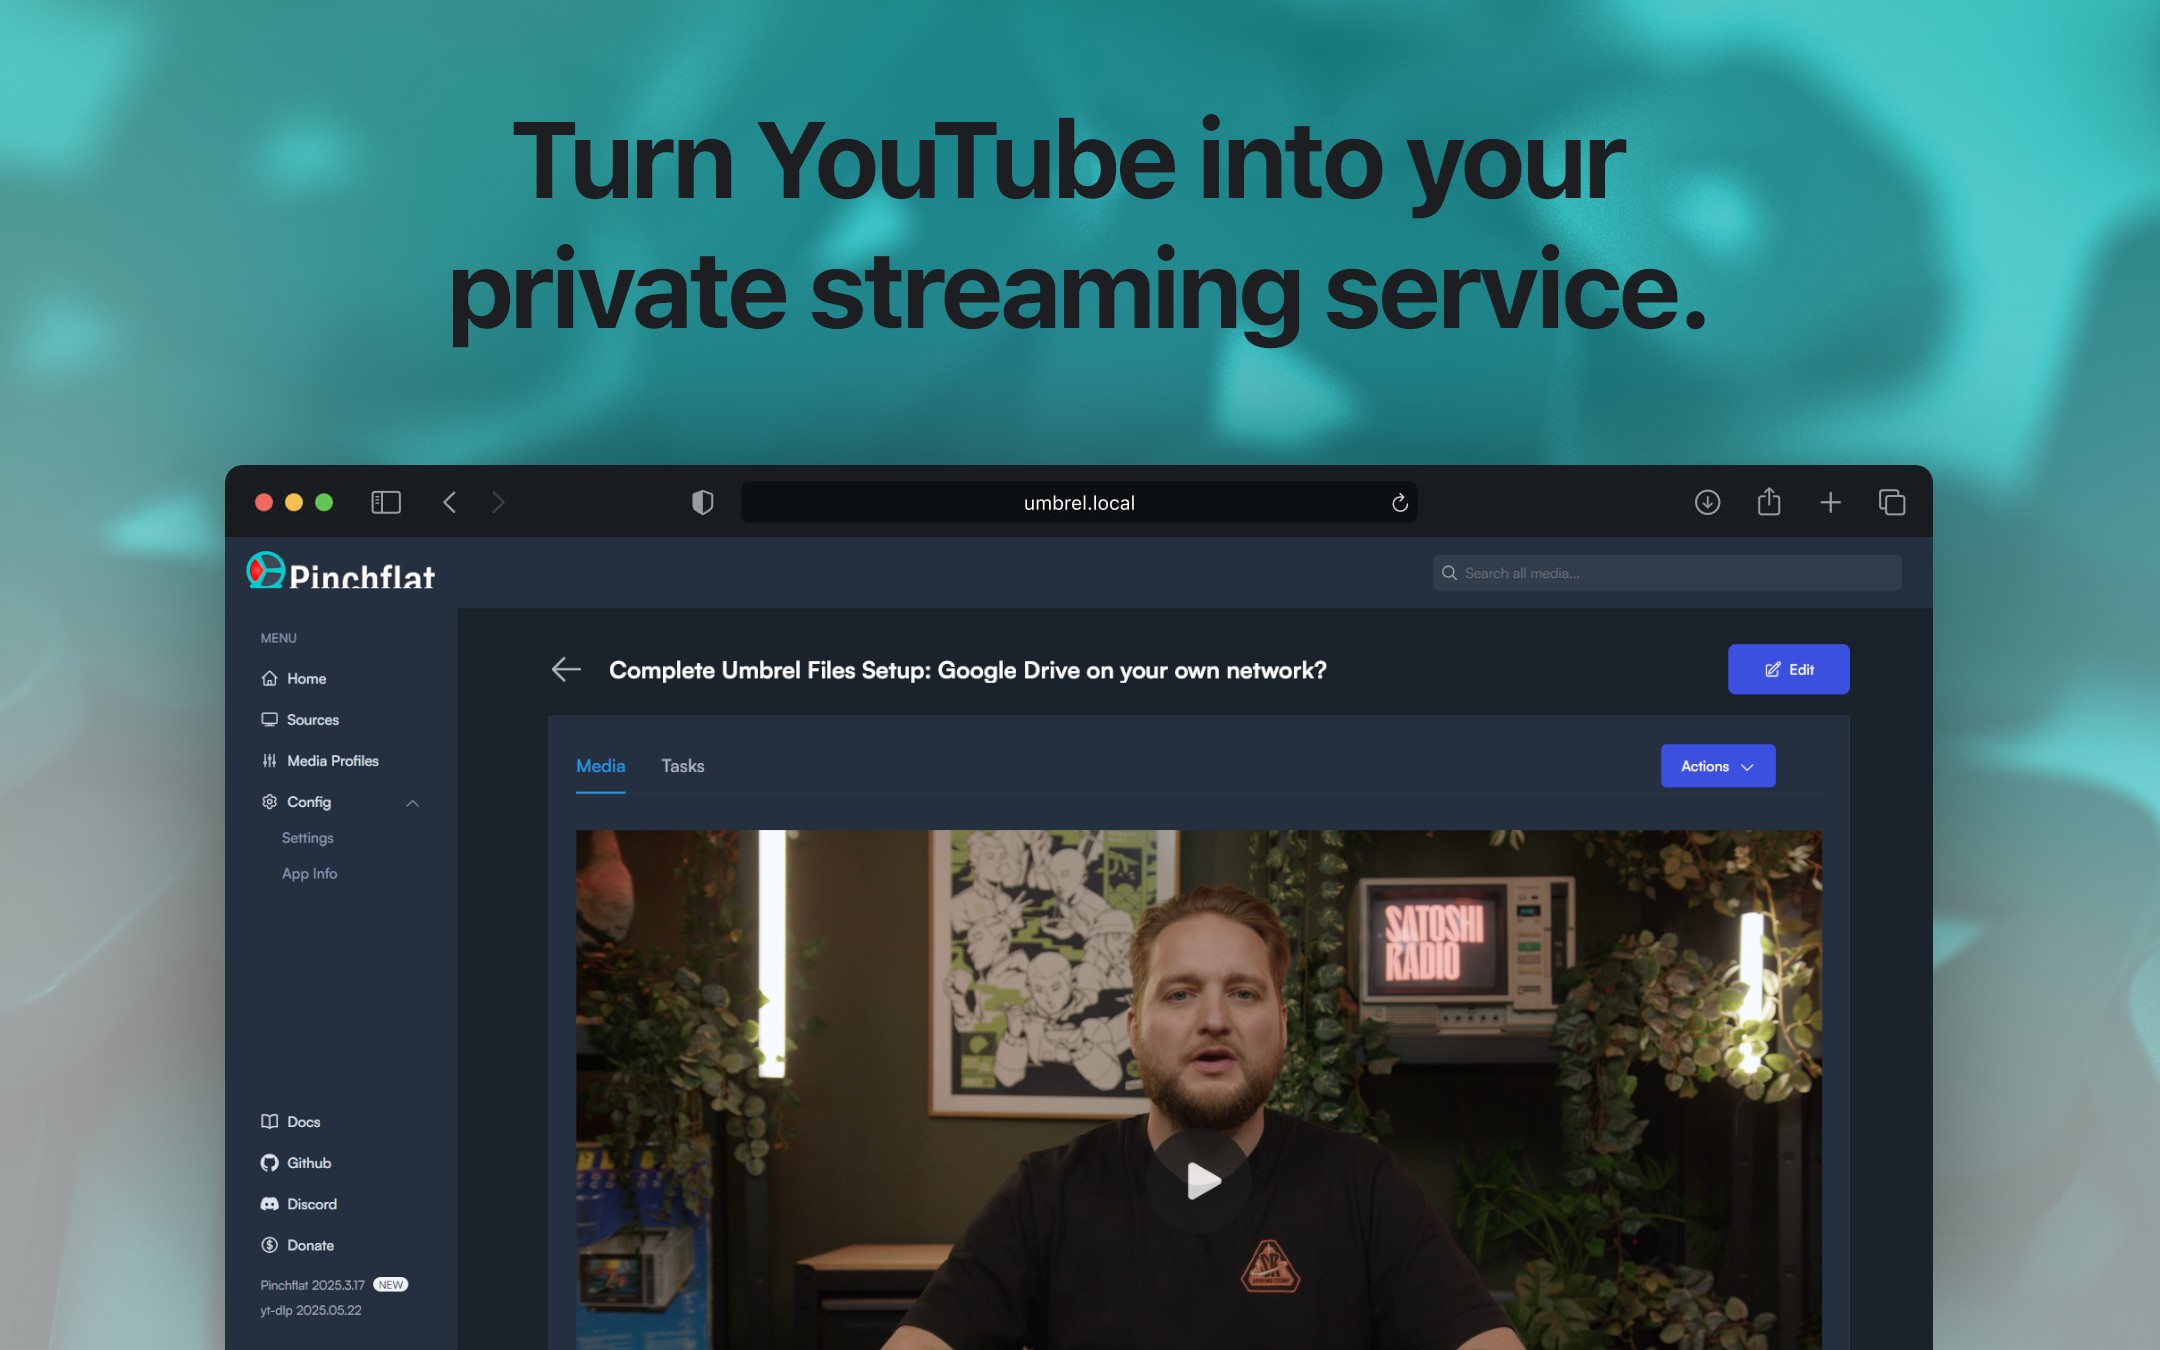 Turn YouTube into your
private streaming service.
umbrel.local
Pinchflat
Search all media...
MENU
Home
Sources
Media Profiles
Config
Settings
App Info
Docs
Github
Discord
Donate
Pinchflat 2025.3.17 NEW
yt-dlp 2025.05.22
Complete Umbrel Files Setup: Google Drive on your own network?
Edit
Media
Tasks
Actions
SATOSHI
RADIO